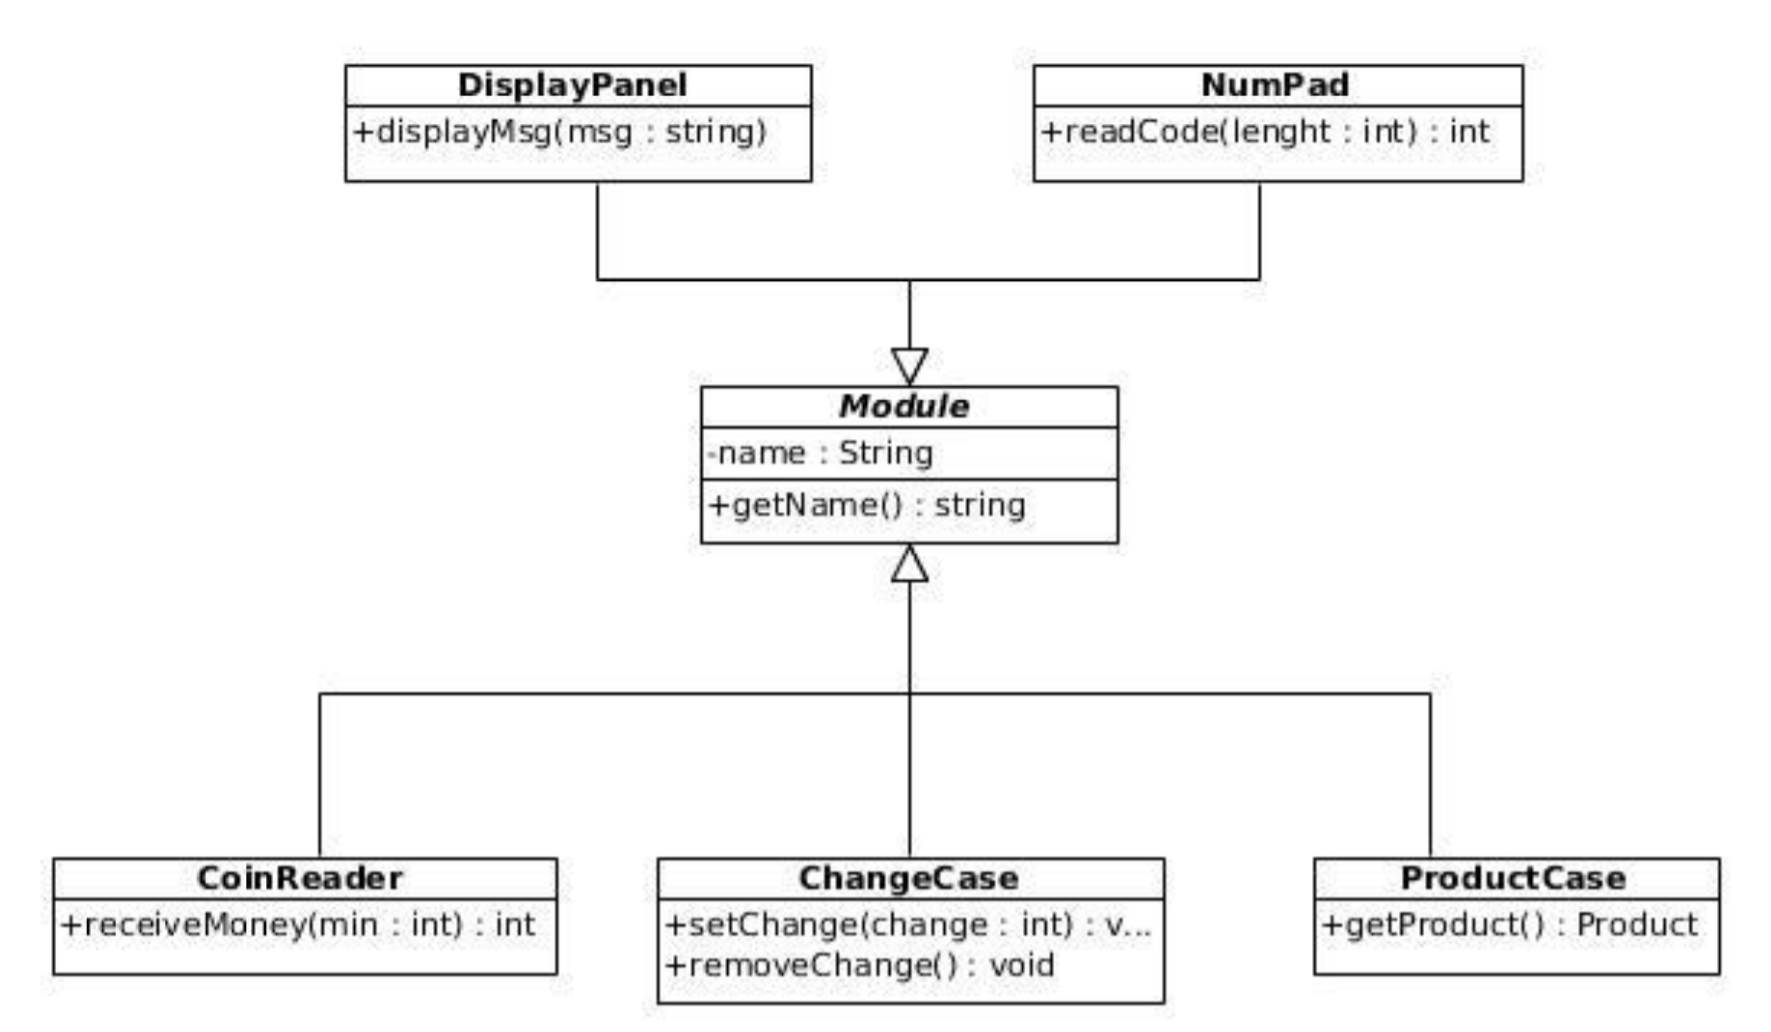 DisplayPanel
+displayMsg(msg : string)
NumPad
+readCode(lenght : int) : int
Module
-name : String
+getName() : string
CoinReader
+receiveMoney(min : int) : int
ChangeCase
+setChange(change : int) : v...
+removeChange() : void
ProductCase
+getProduct() : Product